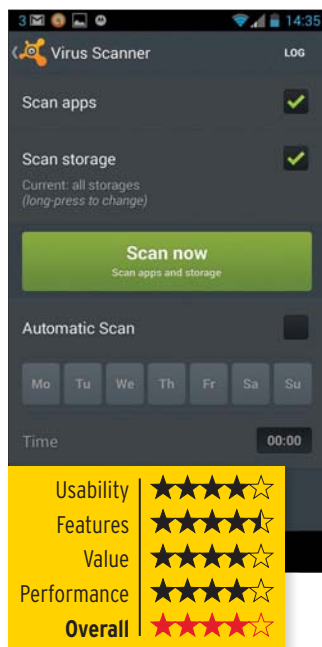 3 14:35
Virus Scanner LOG
Scan apps
Scan storage
Current: all storages
(long-press to change)
Scan now
Scan apps and storage
Automatic Scan
Mo Tu We Th Fr Sa Su
Time 00:00
Usability
Features
Value
Performance
Overall